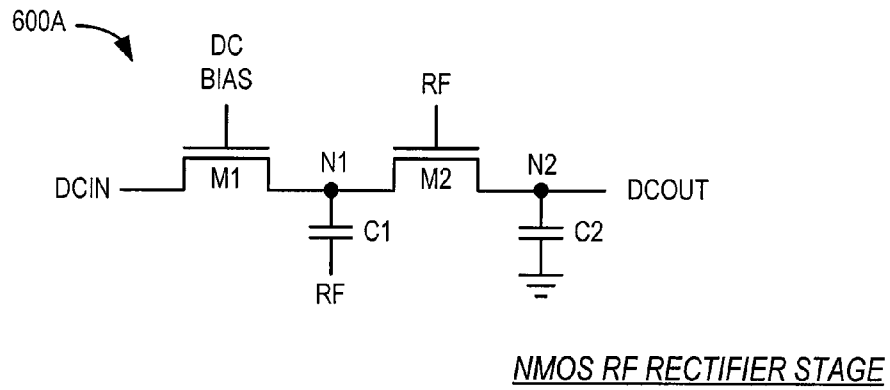 600A
DC
BIAS
RF
M1
N1
M2
N2
DCIN
DCOUT
C1
C2
RF
NMOS RF RECTIFIER STAGE